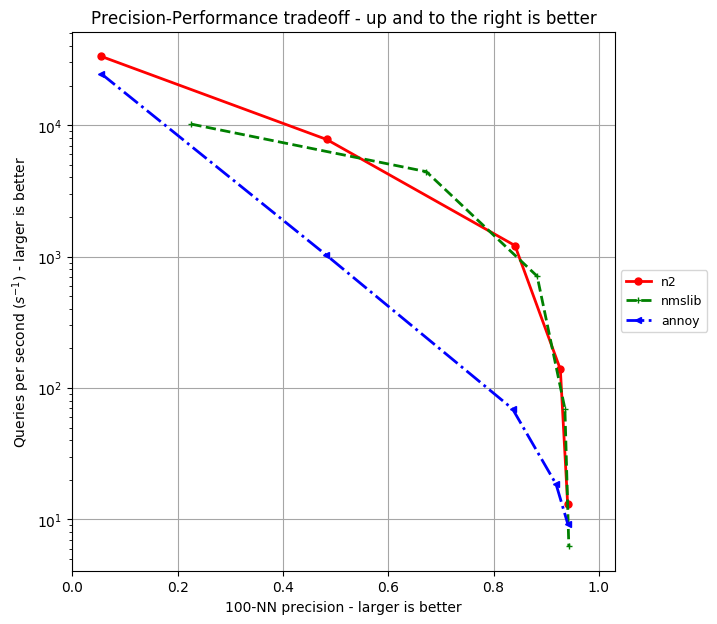 Precision-Performance tradeoff - up and to the right is better
Queries per second (s⁻¹) - larger is better
10⁴
10³
10²
10¹
0.0 0.2 0.4 0.6 0.8 1.0
100-NN precision - larger is better
n2
nmslib
annoy